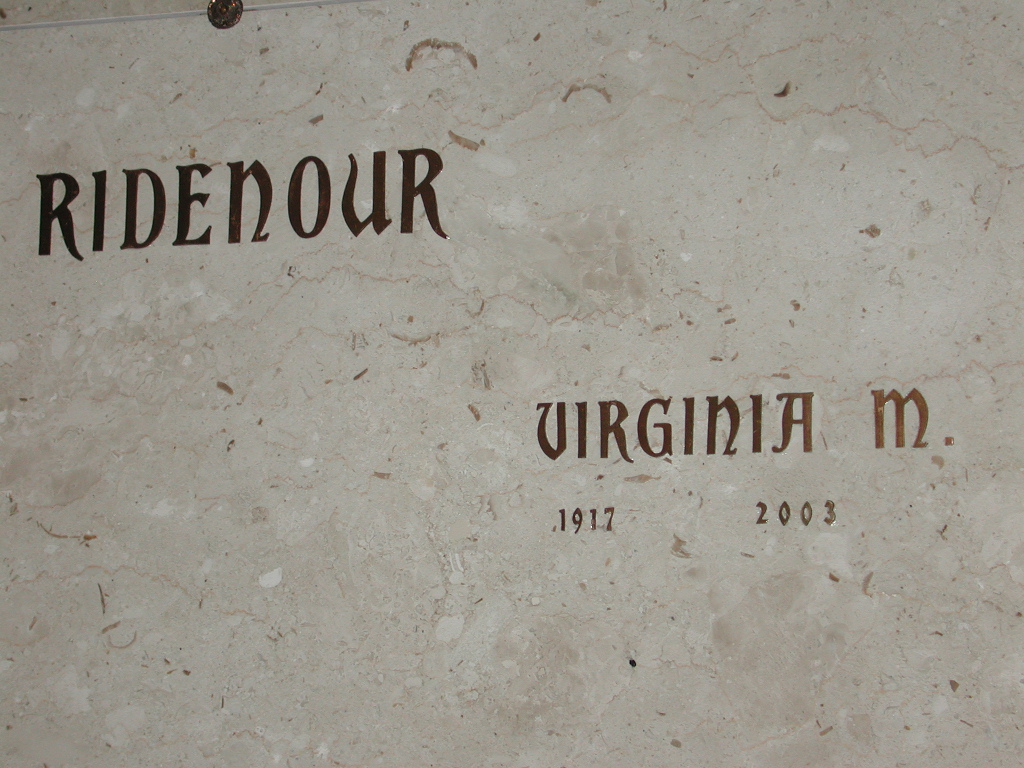 RIDENOUR
VIRGINIA M.
1917 2003